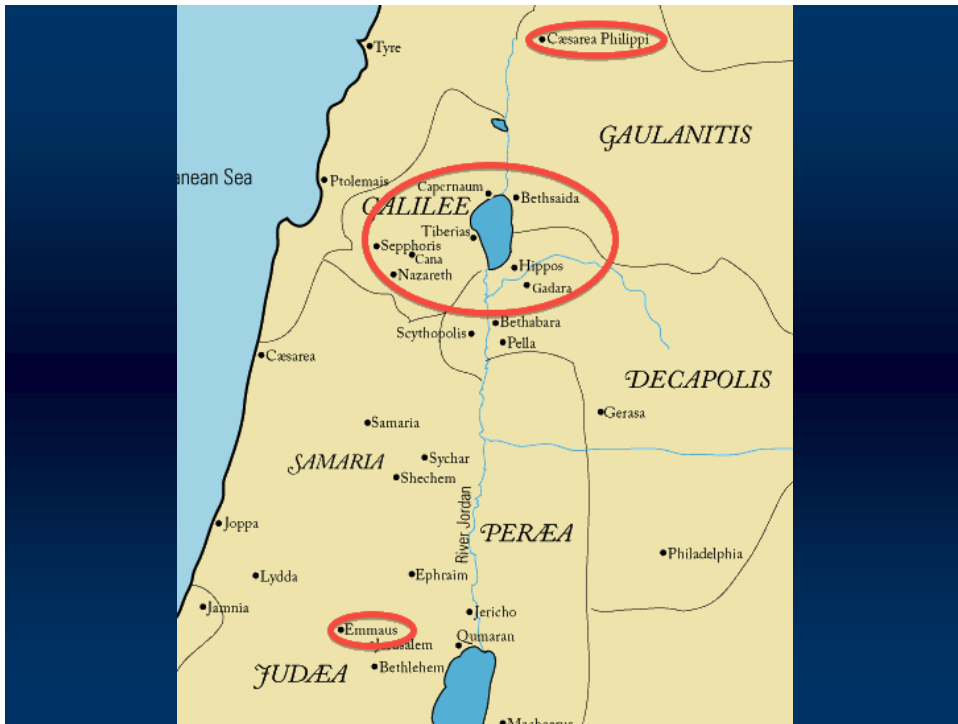 Cæsarea Philippi
Tyre
GAULANITIS
anean Sea
Ptolemais
Capernaum
Bethsaida
GALILEE
Tiberias
Sepphoris
Cana
Hippos
Nazareth
Gadara
Bethabara
Scythopolis
Pella
Cæsarea
DECAPOLIS
Gerasa
Samaria
Sychar
SAMARIA
Shechem
River Jordan
Joppa
PERÆA
Philadelphia
Lydda
Ephraim
Jamnia
Jericho
Emmaus
Qumaran
Jerusalem
Bethlehem
JUDÆA